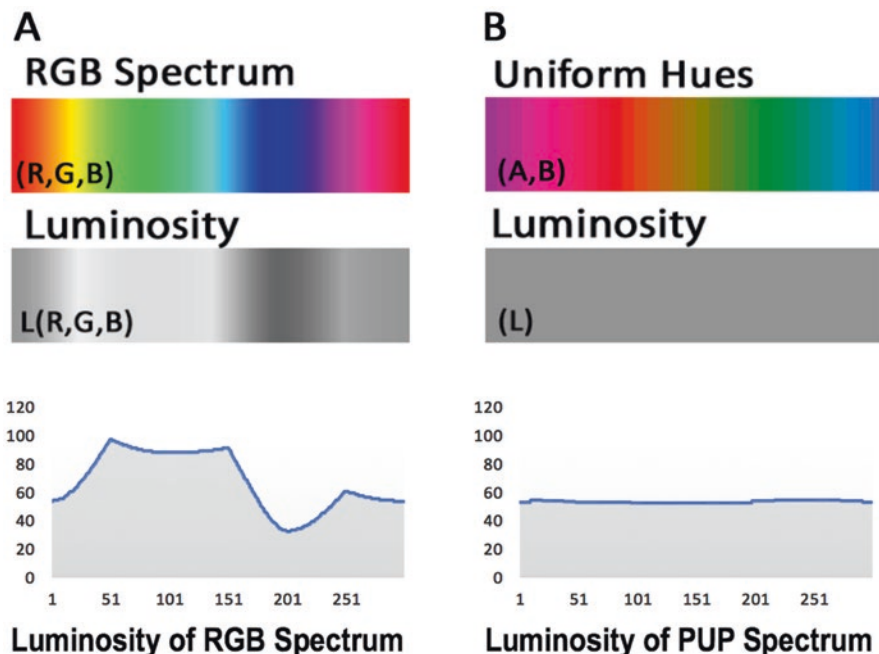 A
RGB Spectrum
(R,G,B)
Luminosity
L(R,G,B)
120
100
80
60
40
20
0
1 51 101 151 201 251
Luminosity of RGB Spectrum
B
Uniform Hues
(A,B)
Luminosity
(L)
120
100
80
60
40
20
0
1 51 101 151 201 251
Luminosity of PUP Spectrum